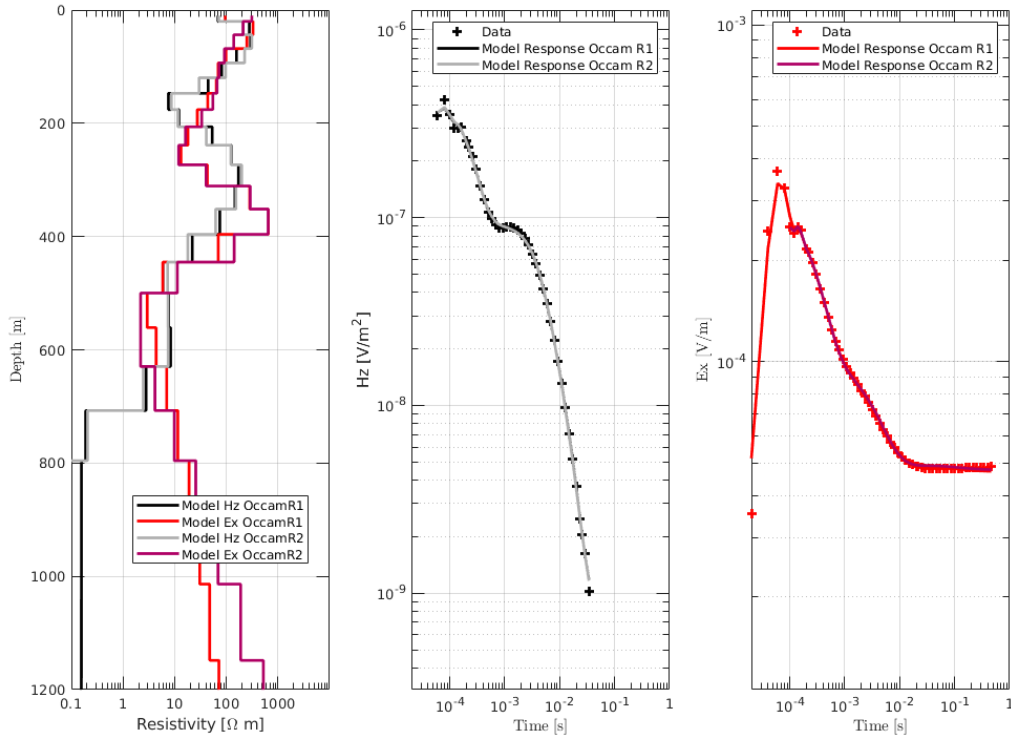 0
200
400
600
800
1000
1200
Depth [m]
0.1
1
10
100
1000
Resistivity [Ω m]
Model Hz OccamR1
Model Ex OccamR1
Model Hz OccamR2
Model Ex OccamR2
10^-6
10^-7
10^-8
10^-9
Hz [V/m^2]
10^-4
10^-3
10^-2
10^-1
1
Time [s]
Data
Model Response Occam R1
Model Response Occam R2
10^-3
10^-4
Ex [V/m]
10^-4
10^-3
10^-2
10^-1
1
Time [s]
Data
Model Response Occam R1
Model Response Occam R2